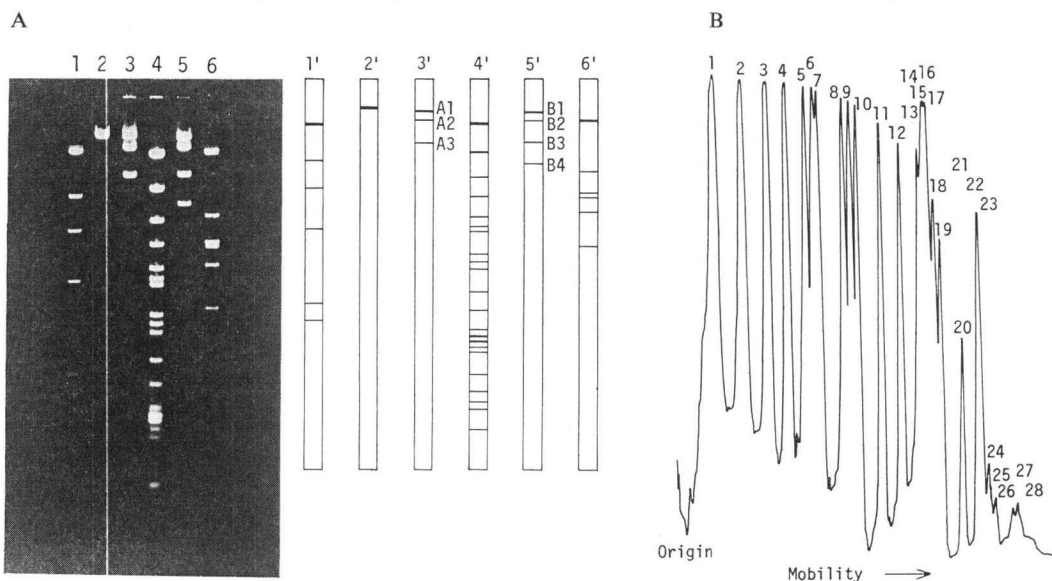 A
1 2 3 4 5 6
1' 2' 3' 4' 5' 6'
A1
A2
A3
B1
B2
B3
B4
B
1 2 3 4 5 6 7 8 9 10 11 12 13 14 15 16 17 18 19 20 21 22 23 24 25 26 27 28
Origin
Mobility